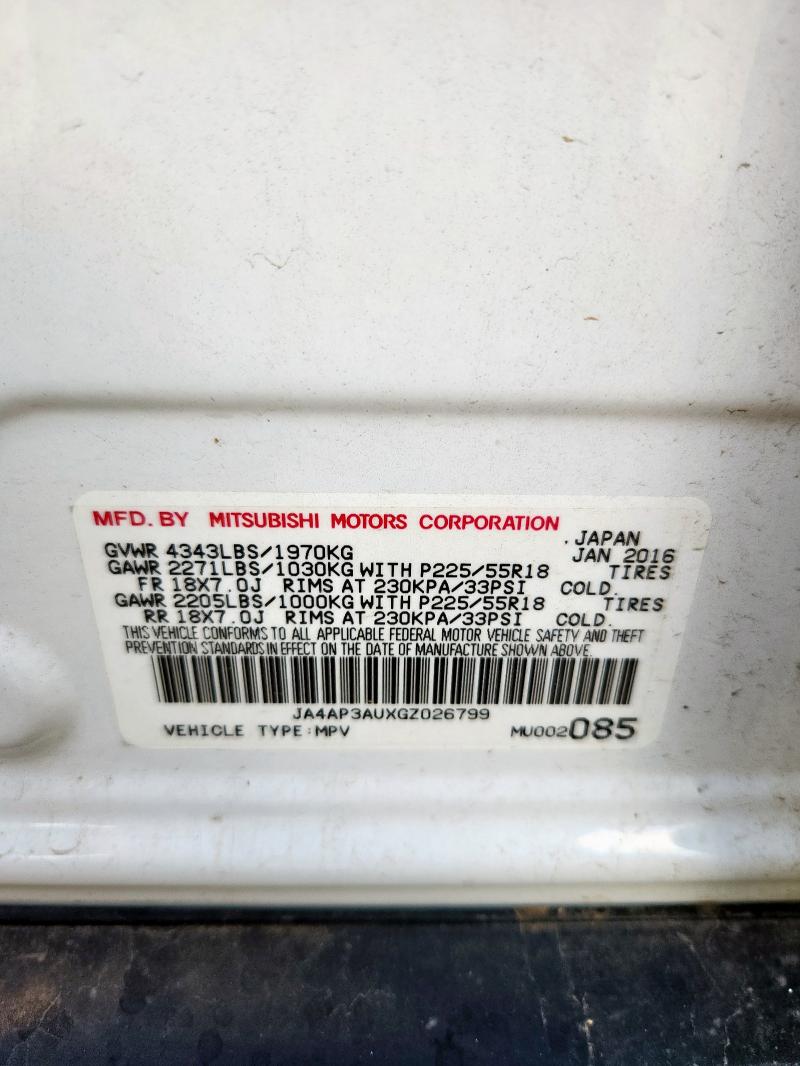 MFD. BY MITSUBISHI MOTORS CORPORATION
. JAPAN
GVWR 4343LBS/1970KG JAN 2016
GAWR 2271LBS/1030KG WITH P225/55R18 TIRES
FR 18X7.0J RIMS AT 230KPA/33PSI COLD.
GAWR 2205LBS/1000KG WITH P225/55R18 TIRES
RR 18X7.0J RIMS AT 230KPA/33PSI COLD.
THIS VEHICLE CONFORMS TO ALL APPLICABLE FEDERAL MOTOR VEHICLE SAFETY AND THEFT
PREVENTION STANDARDS IN EFFECT ON THE DATE OF MANUFACTURE SHOWN ABOVE.
JA4AP3AUXGZ026799
VEHICLE TYPE:MPV MU002085